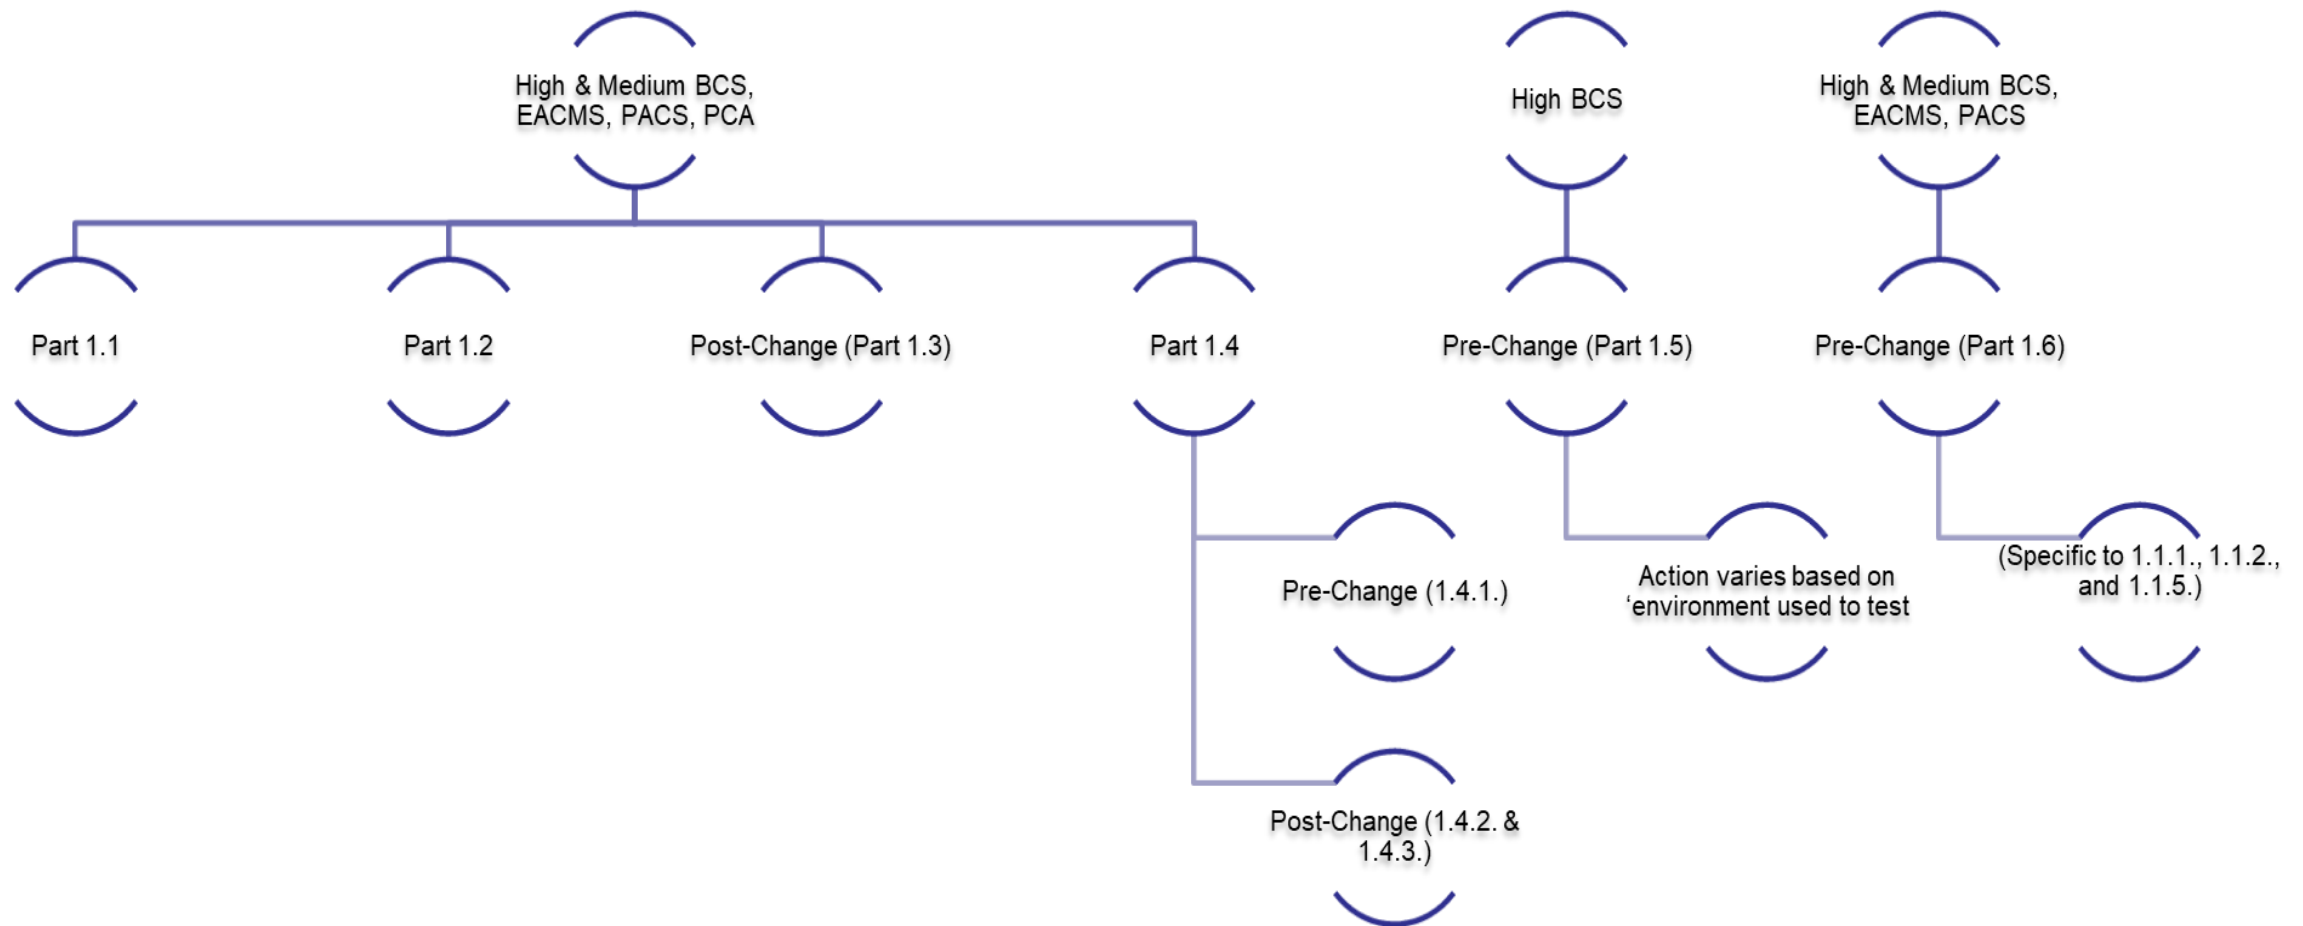 High & Medium BCS,
EACMS, PACS, PCA
High BCS
High & Medium BCS,
EACMS, PACS
Part 1.1
Part 1.2
Post-Change (Part 1.3)
Part 1.4
Pre-Change (Part 1.5)
Pre-Change (Part 1.6)
Pre-Change (1.4.1.)
Action varies based on
‘environment used to test
(Specific to 1.1.1., 1.1.2.,
and 1.1.5.)
Post-Change (1.4.2. &
1.4.3.)